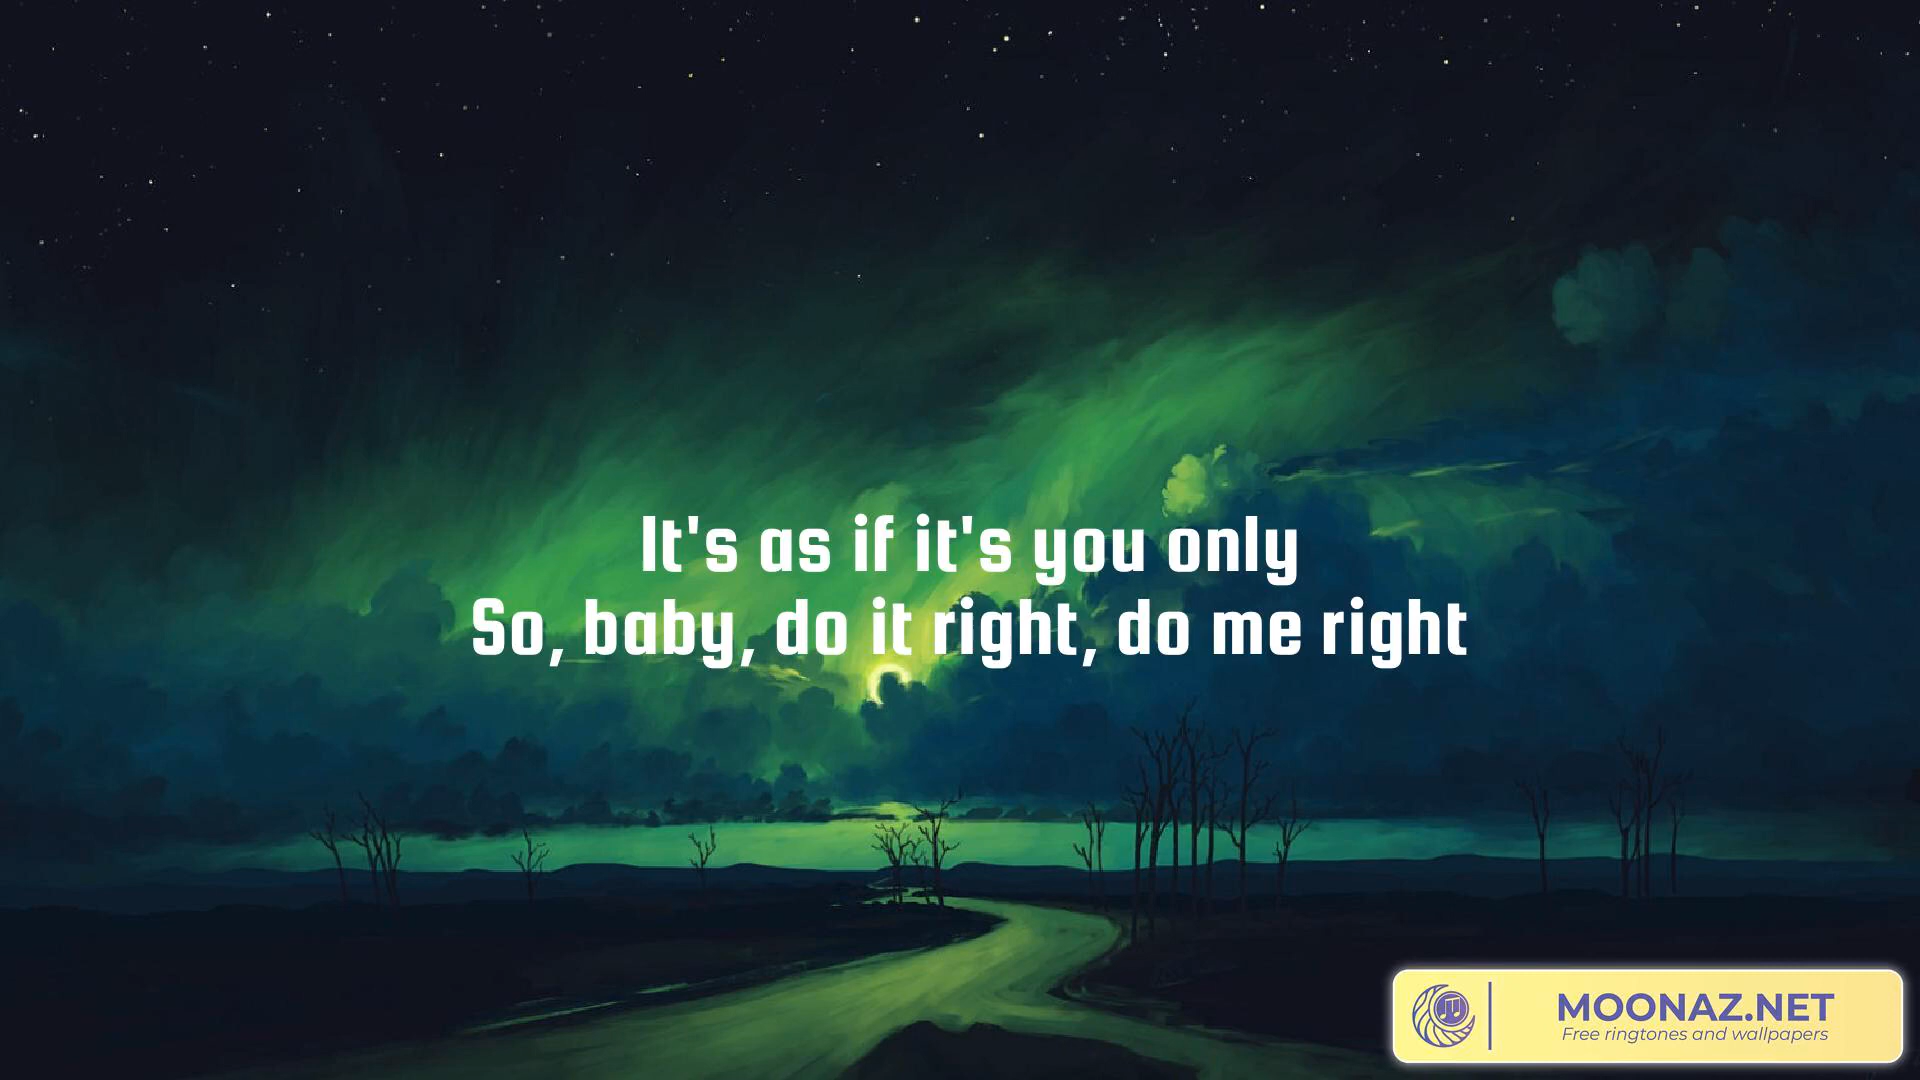 It's as if it's you only
So, baby, do it right, do me right
MOONAZ.NET
Free ringtones and wallpapers